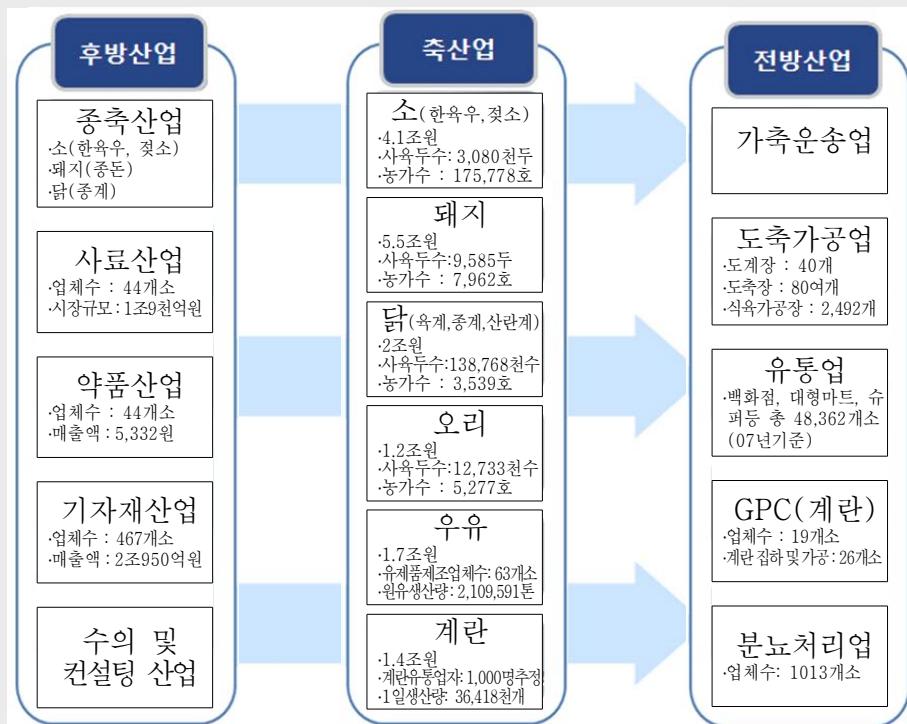 후방산업
종축산업
·소(한육우, 젖소)
·돼지(종돈)
·닭(종계)
사료산업
·업체수 : 44개소
·시장규모 : 1조9천억원
약품산업
·업체수 : 44개소
·매출액 : 5,332원
기자재산업
·업체수 : 467개소
·매출액 : 2조950억원
수의 및
컨설팅 산업
축산업
소(한육우,젖소)
·4.1조원
·사육두수: 3,080천두
·농가수 : 175,778호
돼지
·5.5조원
·사육두수:9,585두
·농가수 : 7,962호
닭(육계,종계,산란계)
·2조원
·사육두수:138,768천수
·농가수 : 3,539호
오리
·1.2조원
·사육두수:12,733천수
·농가수 : 5,277호
우유
·1.7조원
·유제품제조업체수: 63개소
·원유생산량: 2,109,591톤
계란
·1.4조원
·계란유통업자: 1,000명추정
·1일생산량: 36,418천개
전방산업
가축운송업
도축가공업
·도계장 : 40개
·도축장 : 80여개
·식육가공장 : 2,492개
유통업
·백화점, 대형마트, 슈
퍼등 총 48,362개소
(07년기준)
GPC(계란)
·업체수 : 19개소
·계란 집하 및 가공 : 26개소
분뇨처리업
·업체수: 1013개소